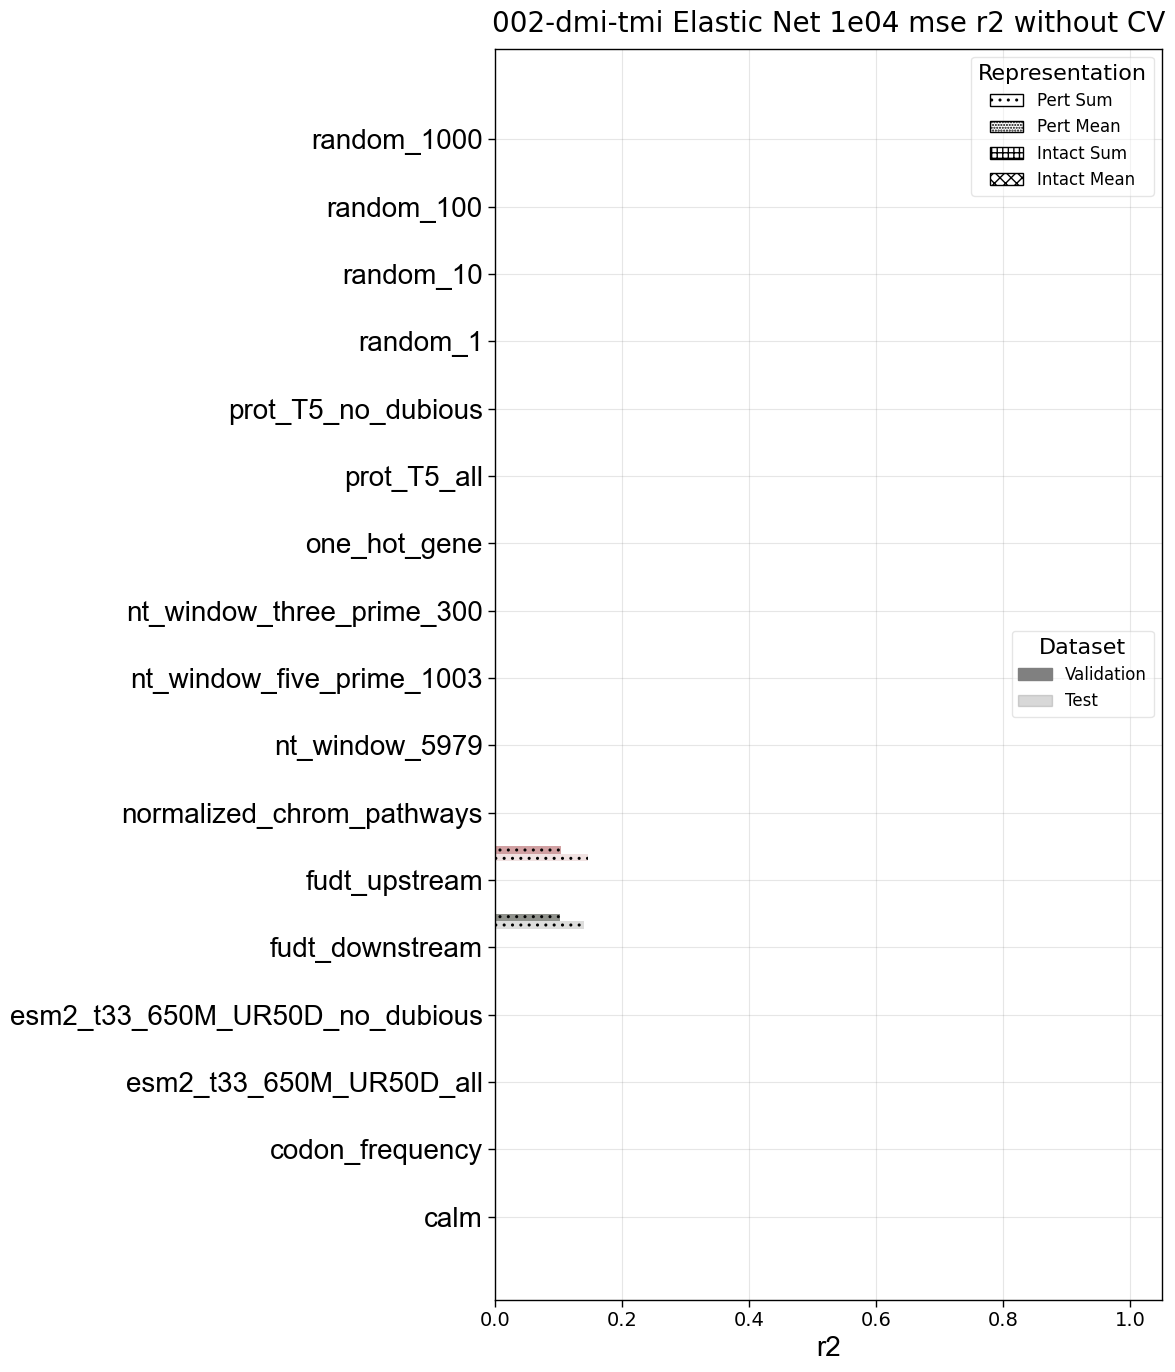 002-dmi-tmi Elastic Net 1e04 mse r2 without CV
Representation
Pert Sum
Pert Mean
Intact Sum
Intact Mean
random_1000
random_100
random_10
random_1
prot_T5_no_dubious
prot_T5_all
one_hot_gene
nt_window_three_prime_300
Dataset
Validation
Test
nt_window_five_prime_1003
nt_window_5979
normalized_chrom_pathways
fudt_upstream
fudt_downstream
esm2_t33_650M_UR50D_no_dubious
esm2_t33_650M_UR50D_all
codon_frequency
calm
0.0 0.2 0.4 0.6 0.8 1.0
r2